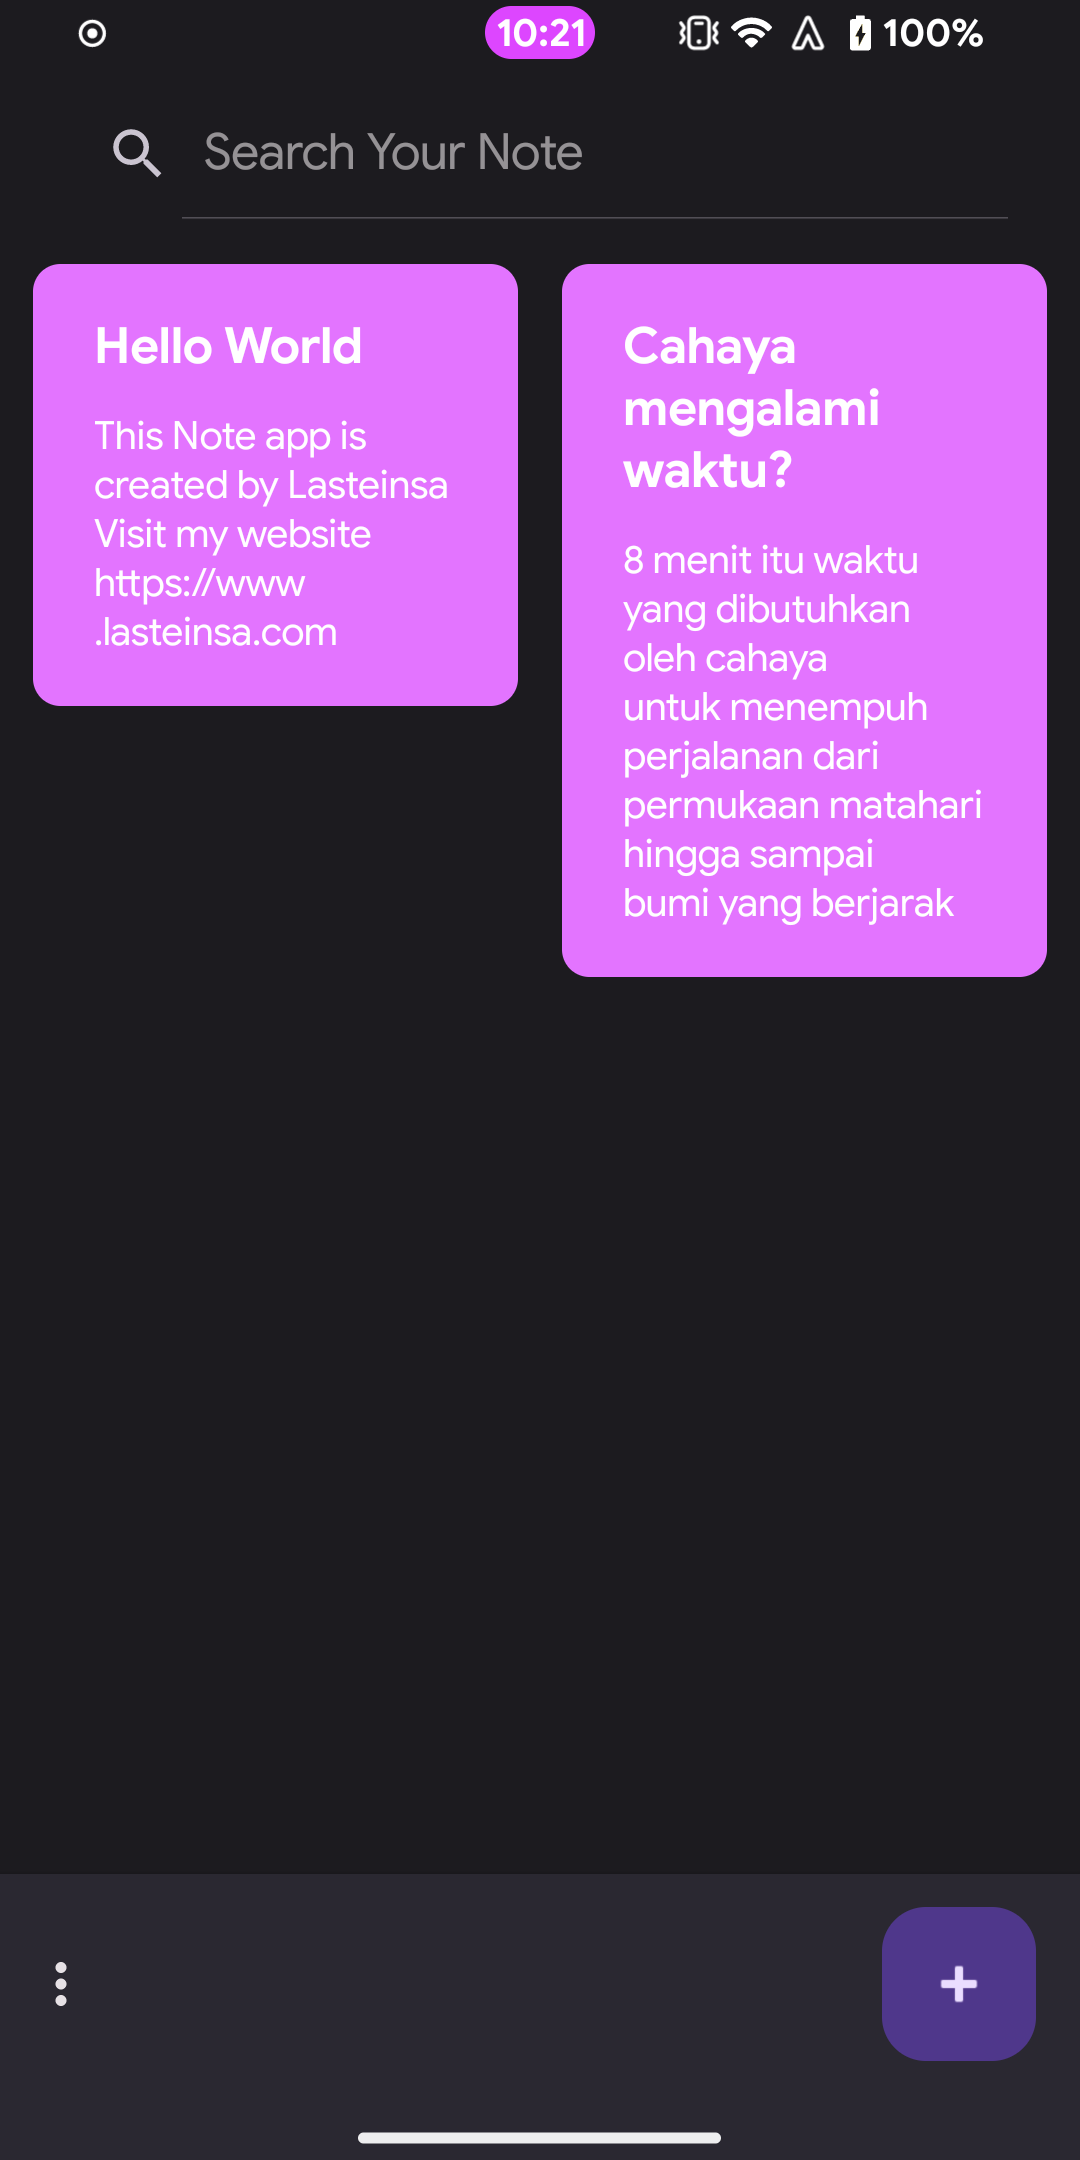 10:21
100%
Search Your Note
Hello World
This Note app is
created by Lasteinsa
Visit my website
https://www
.lasteinsa.com
Cahaya
mengalami
waktu?
8 menit itu waktu
yang dibutuhkan
oleh cahaya
untuk menempuh
perjalanan dari
permukaan matahari
hingga sampai
bumi yang berjarak